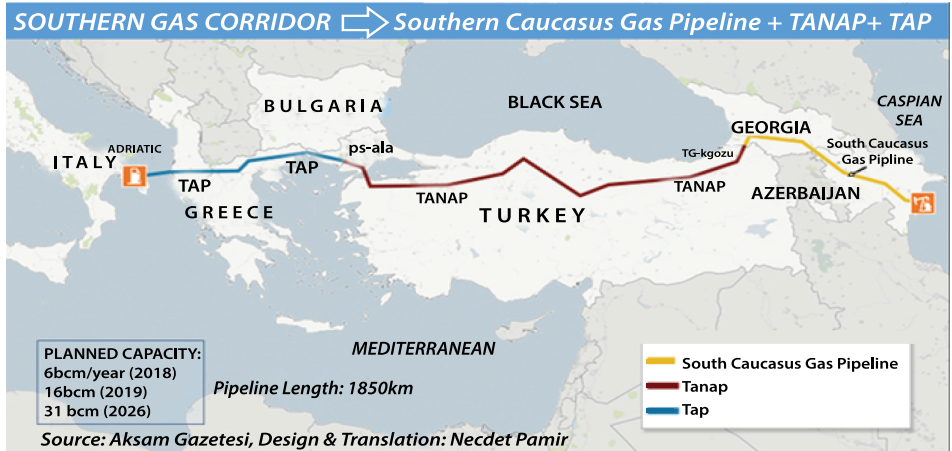 SOUTHERN GAS CORRIDOR Southern Caucasus Gas Pipeline + TANAP+ TAP
BULGARIA
BLACK SEA
CASPIAN
SEA
GEORGIA
ADRIATIC
ITALY
ps-ala
TG-kgozu
South Caucasus
Gas Pipline
TAP
TAP
TANAP
TANAP
AZERBAIJAN
GREECE
TURKEY
MEDITERRANEAN
PLANNED CAPACITY:
6bcm/year (2018)
16bcm (2019)
31 bcm (2026)
Pipeline Length: 1850km
South Caucasus Gas Pipeline
Tanap
Tap
Source: Aksam Gazetesi, Design & Translation: Necdet Pamir